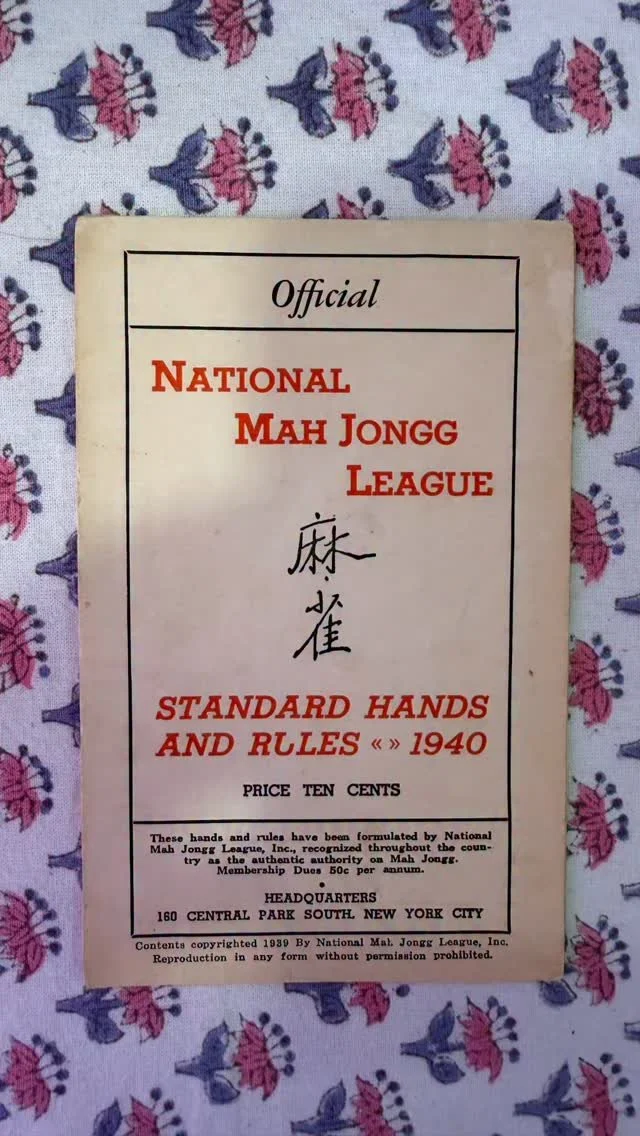 Official
NATIONAL
MAH JONGG
LEAGUE
麻
雀
STANDARD HANDS
AND RULES «» 1940
PRICE TEN CENTS
These hands and rules have been formulated by National
Mah Jongg League, Inc., recognized throughout the coun-
try as the authentic authority on Mah Jongg.
Membership Dues 50c per annum.
•
HEADQUARTERS
160 CENTRAL PARK SOUTH. NEW YORK CITY
Contents copyrighted 1939 By National Mah Jongg League, Inc.
Reproduction in any form without permission prohibited.